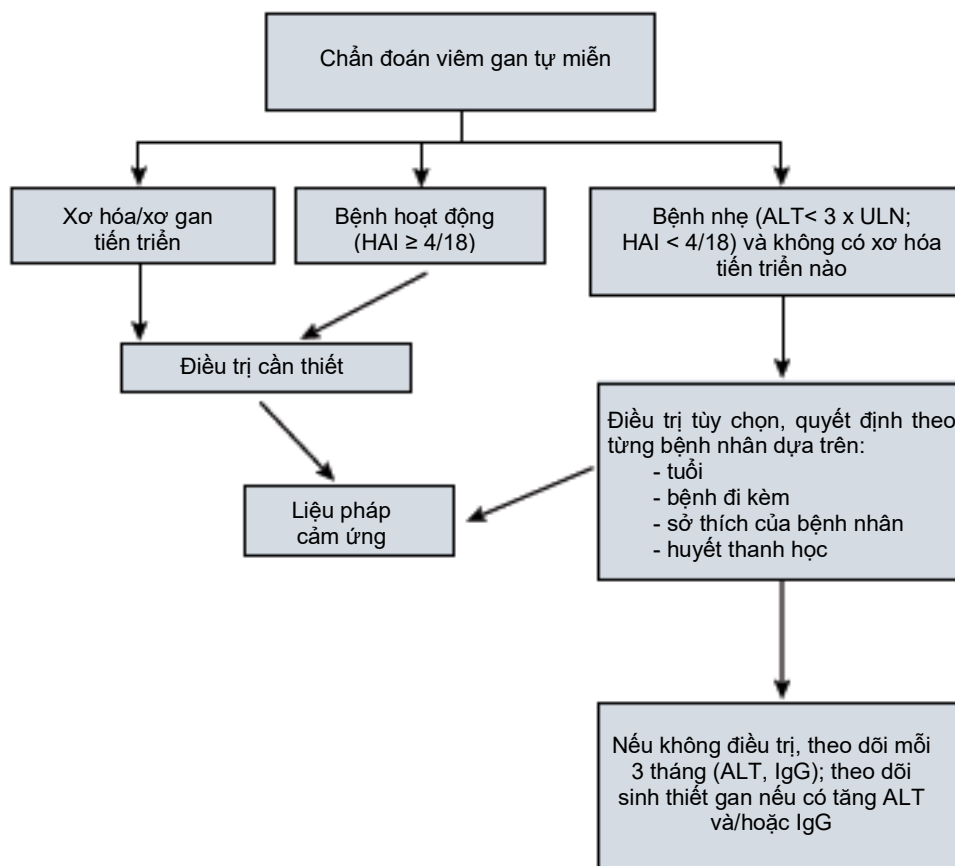 Chẩn đoán viêm gan tự miễn
Xơ hóa/xơ gan
tiến triển
Bệnh hoạt động
(HAI ≥ 4/18)
Bệnh nhẹ (ALT< 3 x ULN;
HAI < 4/18) và không có xơ hóa
tiến triển nào
Điều trị cần thiết
Điều trị tùy chọn, quyết định theo
từng bệnh nhân dựa trên:
- tuổi
- bệnh đi kèm
- sở thích của bệnh nhân
- huyết thanh học
Liệu pháp
cảm ứng
Nếu không điều trị, theo dõi mỗi
3 tháng (ALT, IgG); theo dõi
sinh thiết gan nếu có tăng ALT
và/hoặc IgG